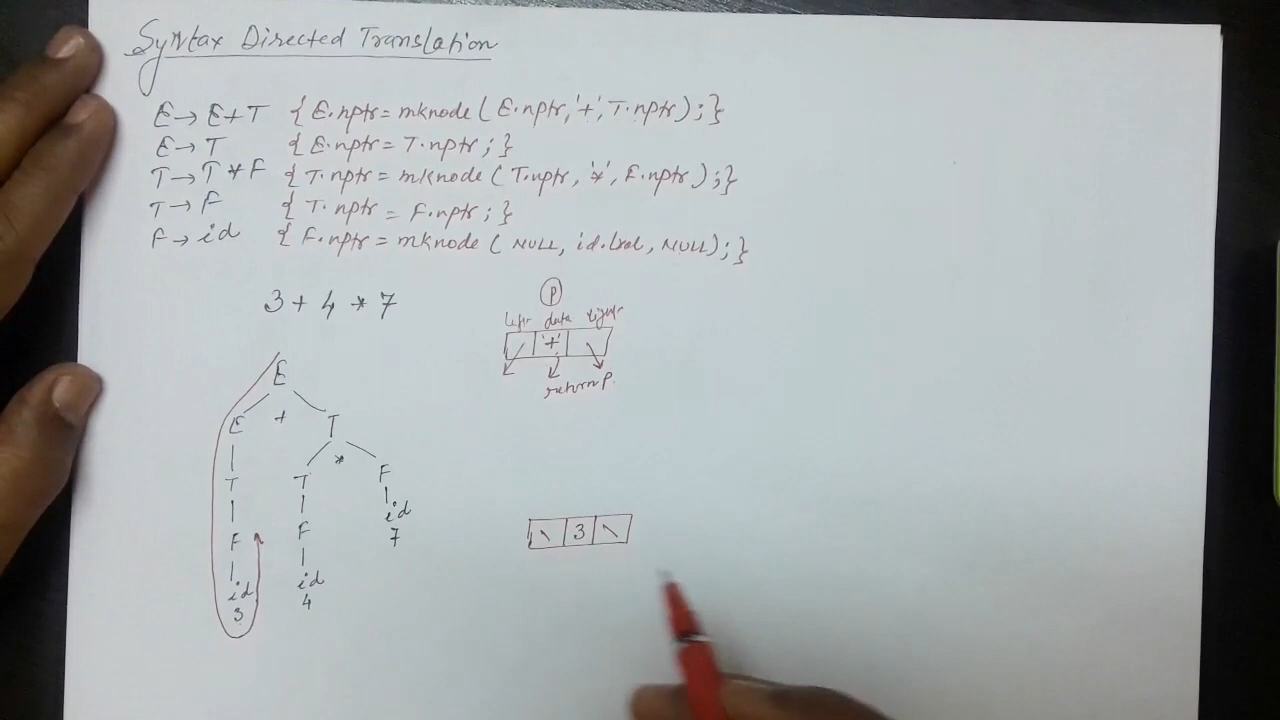 Syntax Directed Translation
E → E + T { E.nptr = mknode ( E.nptr, '+', T.nptr ) ; }
E → T { E.nptr = T.nptr ; }
T → T * F { T.nptr = mknode ( T.nptr, '*', F.nptr ) ; }
T → F { T.nptr = F.nptr ; }
F → id { F.nptr = mknode ( NULL, id.lval, NULL ) ; }
3 + 4 * 7
P
left data right
'+'
return P.
E
E + T
T T * F
F F id
id id 7
3 4
3